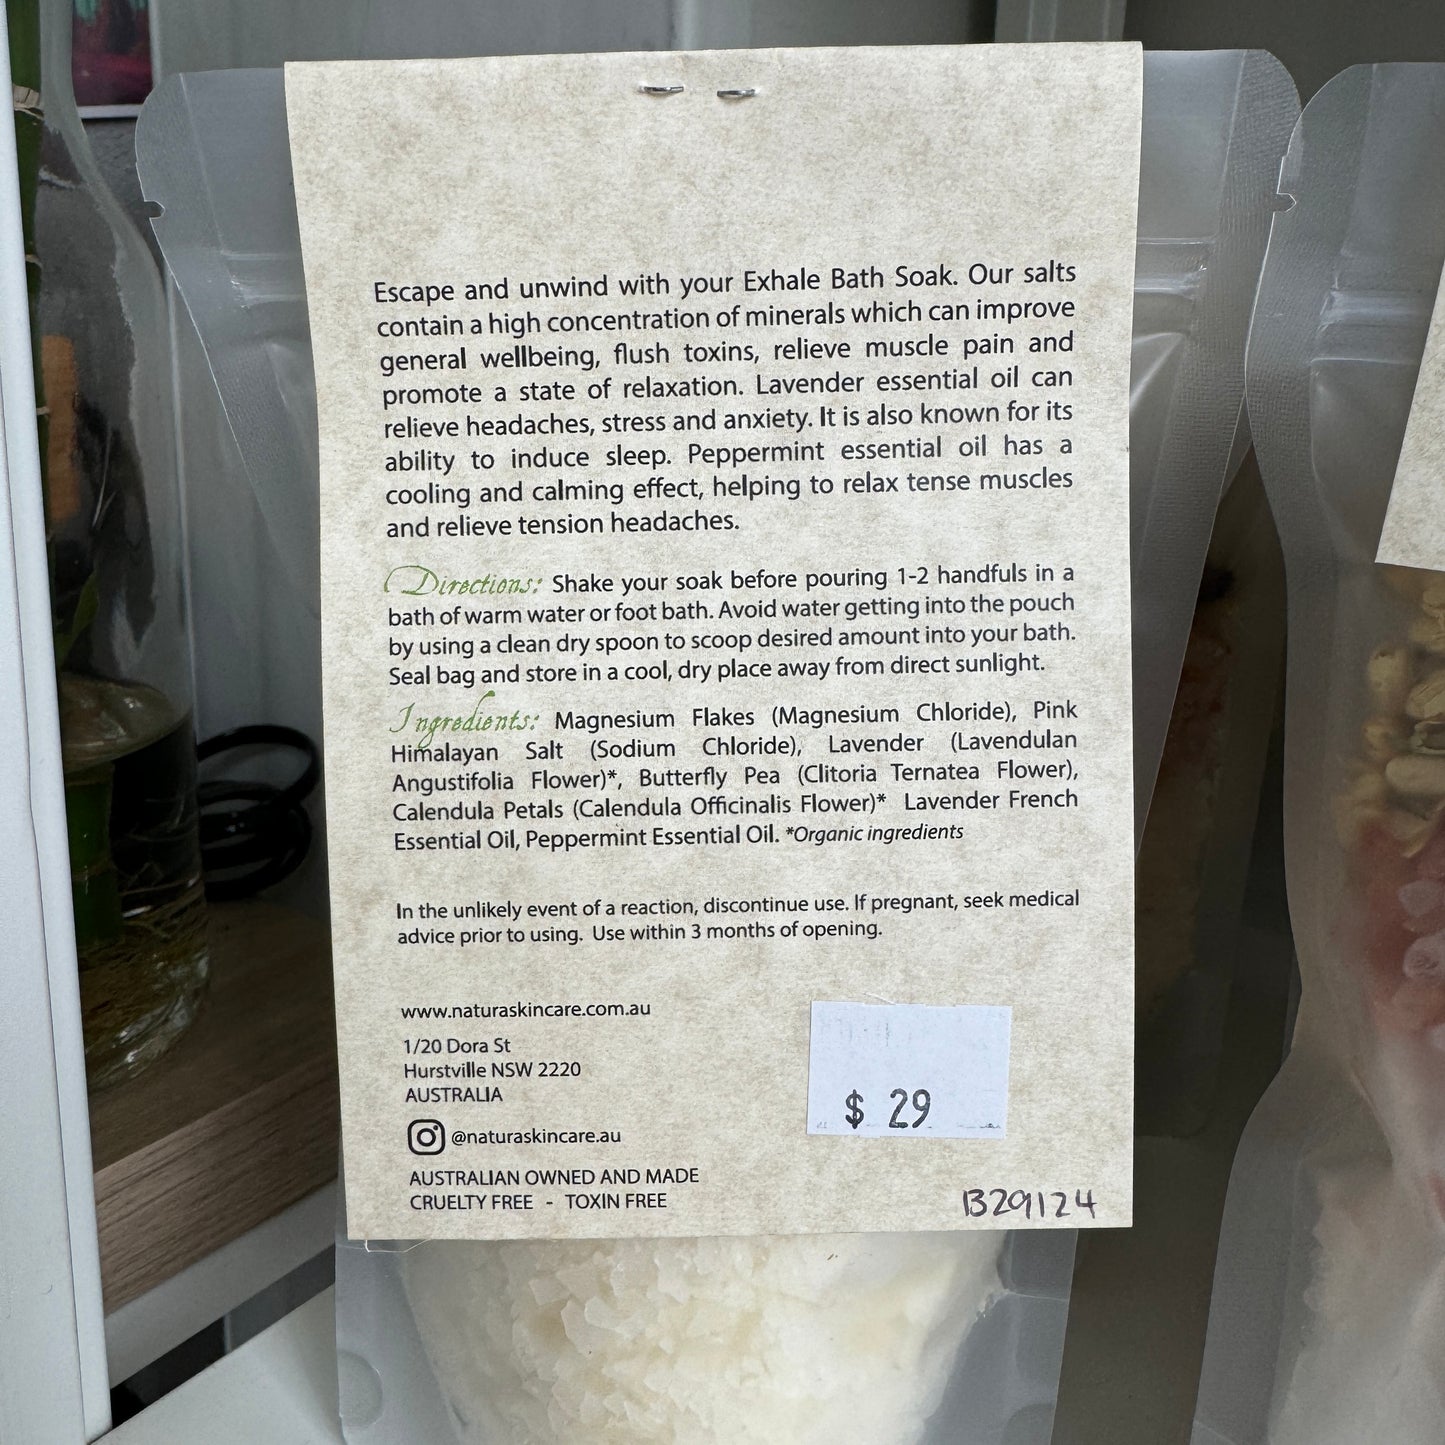 Escape and unwind with your Exhale Bath Soak. Our salts
contain a high concentration of minerals which can improve
general wellbeing, flush toxins, relieve muscle pain and
promote a state of relaxation. Lavender essential oil can
relieve headaches, stress and anxiety. It is also known for its
ability to induce sleep. Peppermint essential oil has a
cooling and calming effect, helping to relax tense muscles
and relieve tension headaches.
Directions: Shake your soak before pouring 1-2 handfuls in a
bath of warm water or foot bath. Avoid water getting into the pouch
by using a clean dry spoon to scoop desired amount into your bath.
Seal bag and store in a cool, dry place away from direct sunlight.
Ingredients: Magnesium Flakes (Magnesium Chloride), Pink
Himalayan Salt (Sodium Chloride), Lavender (Lavendulan
Angustifolia Flower)*, Butterfly Pea (Clitoria Ternatea Flower),
Calendula Petals (Calendula Officinalis Flower)* Lavender French
Essential Oil, Peppermint Essential Oil. *Organic ingredients
In the unlikely event of a reaction, discontinue use. If pregnant, seek medical
advice prior to using. Use within 3 months of opening.
www.naturaskincare.com.au
1/20 Dora St
Hurstville NSW 2220
AUSTRALIA
@naturaskincare.au
AUSTRALIAN OWNED AND MADE
CRUELTY FREE - TOXIN FREE
$ 29
B29124